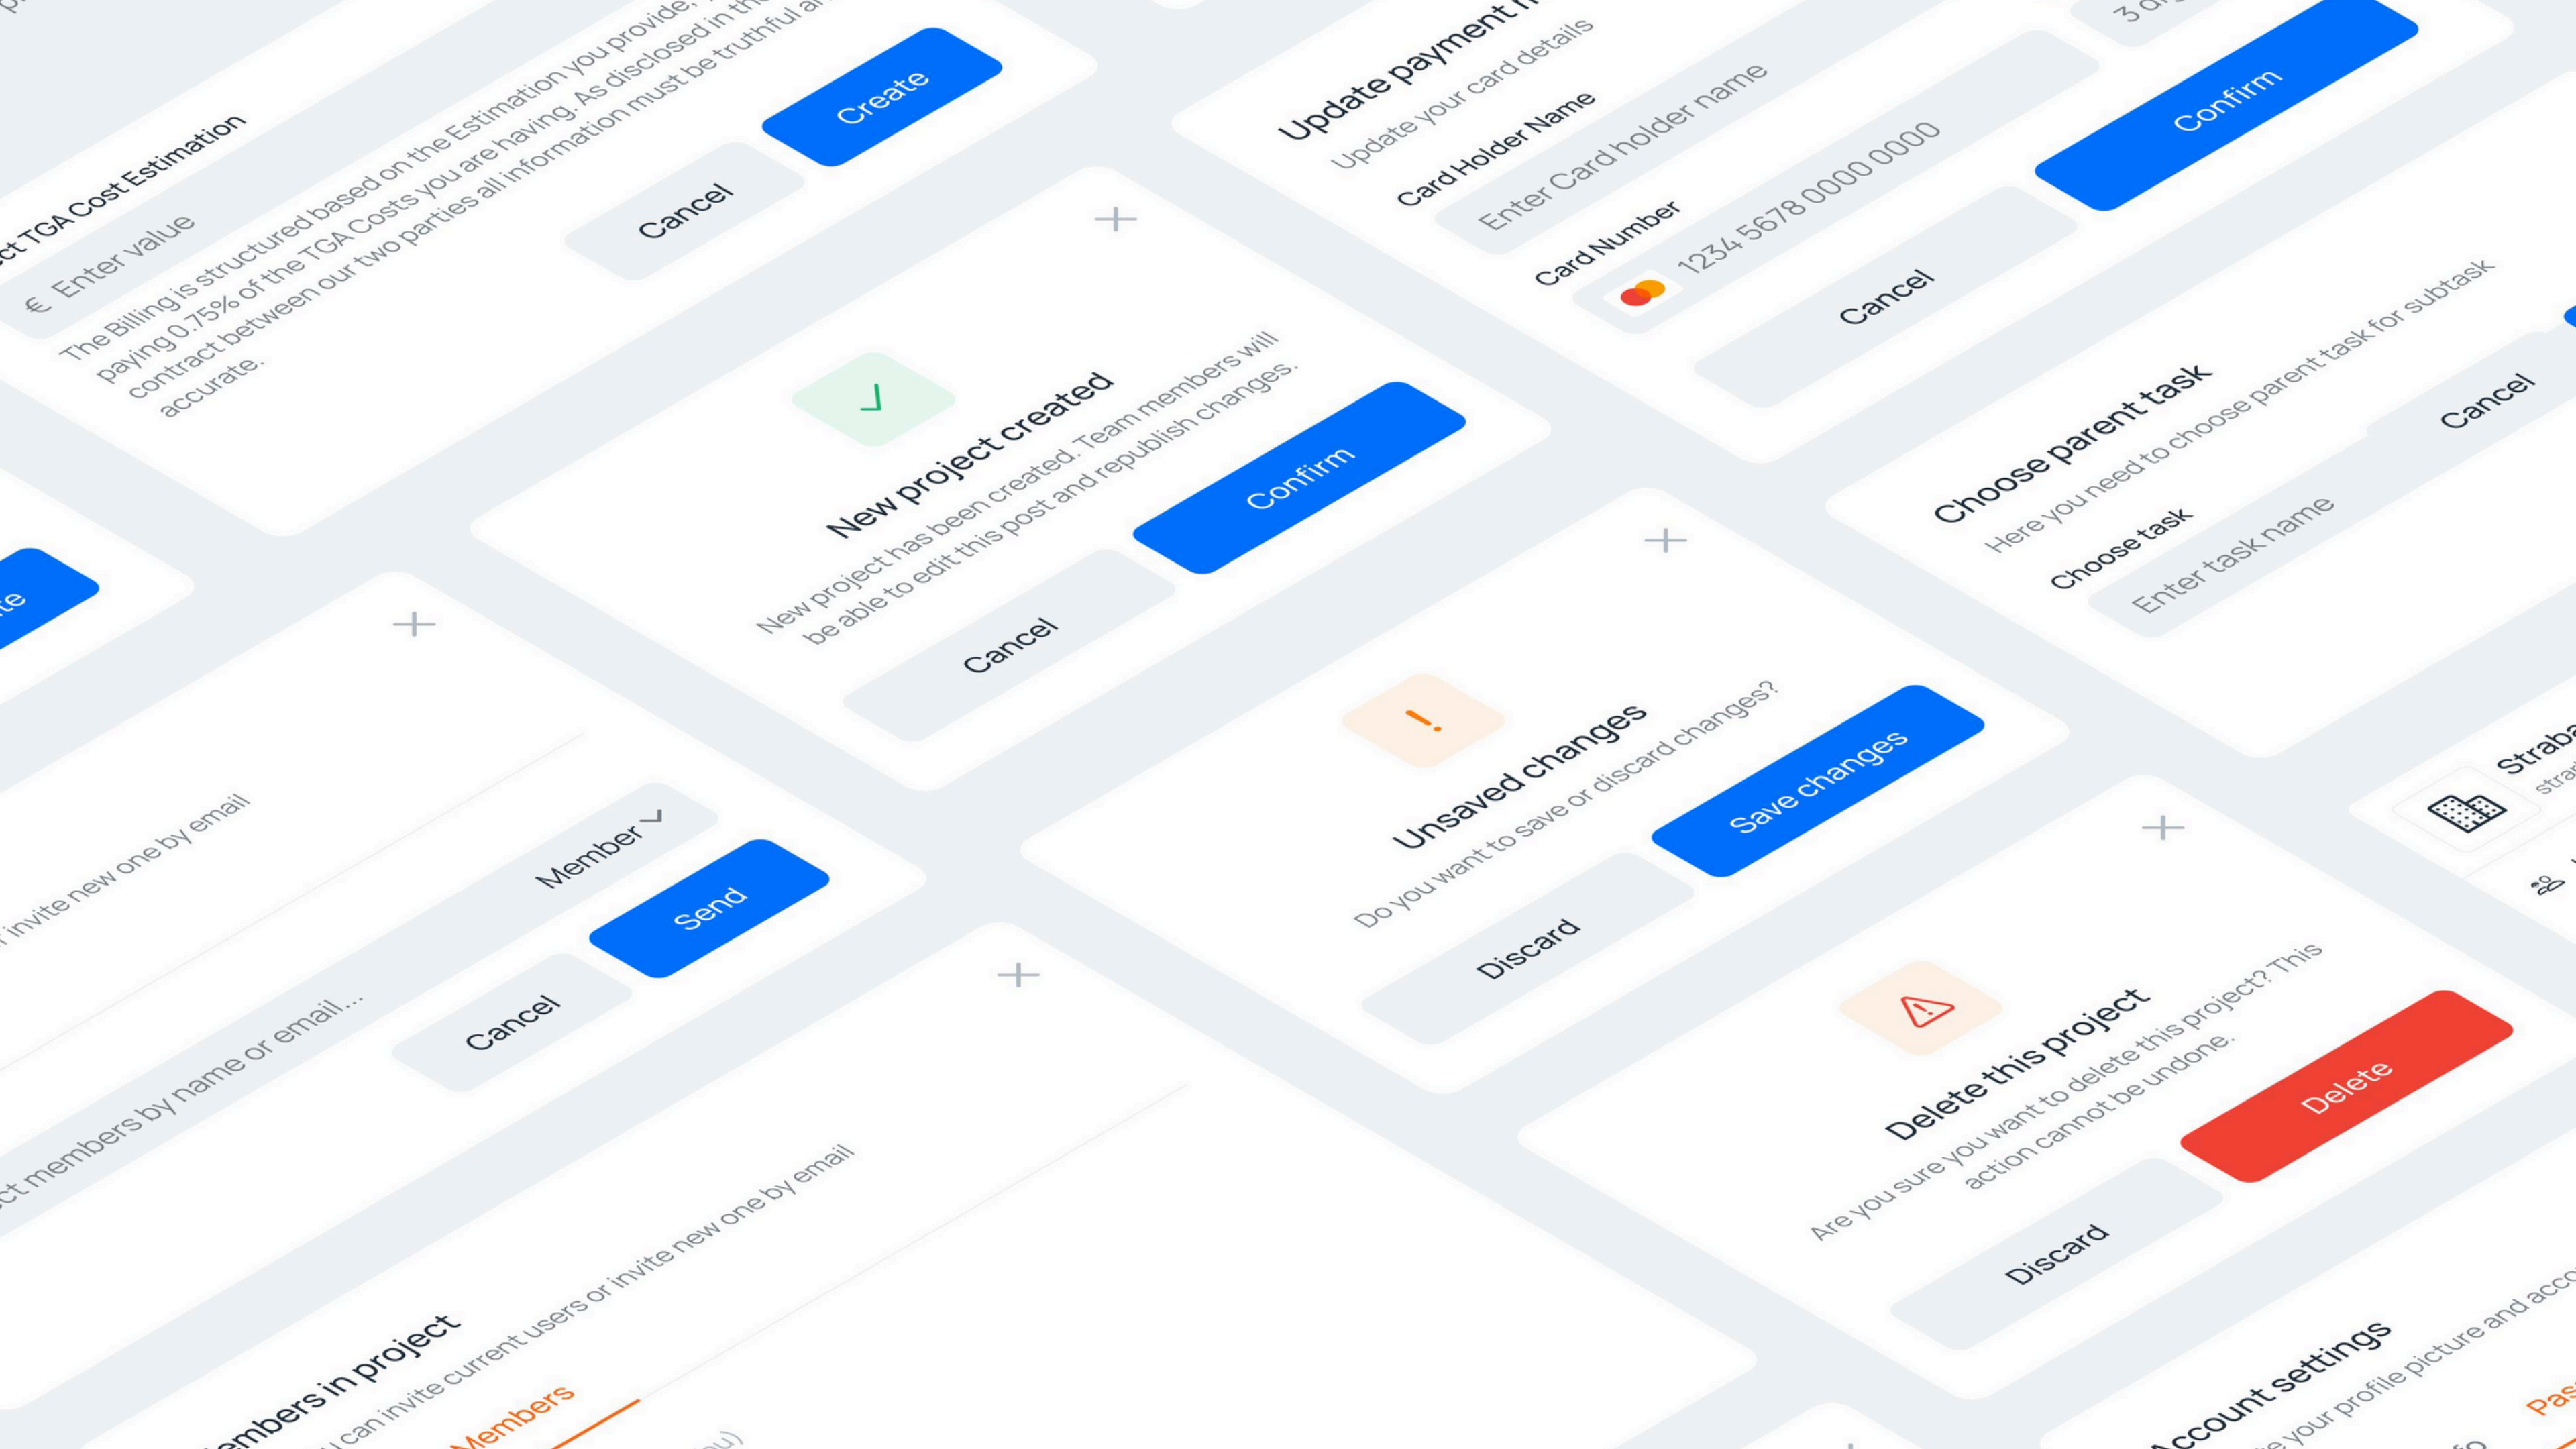 TGA Cost Estimation
€ Enter value
The Billing is structured based on the Estimation you provide,
paying 0.75% of the TGA Costs you are having. As disclosed in
contract between our two parties all information must be truthful
accurate.
Cancel
Create
Update payment
Update your card details
Card Holder Name
Enter Card holder name
Card Number
1234 5678 0000 0000
3
Cancel
Confirm
New project created
New project has been created. Team members will
be able to edit this post and republish changes.
Cancel
Confirm
Choose parent task
Here you need to choose parent task for subtask
Choose task
Enter task name
Cancel
invite new one by email
members by name or email...
Member
Cancel
Send
Unsaved changes
Do you want to save or discard changes?
Discard
Save changes
Delete this project
Are you sure you want to delete this project? This
action cannot be undone.
Discard
Delete
in project
can invite current users or invite new one by email
Members
Account settings
your profile picture and